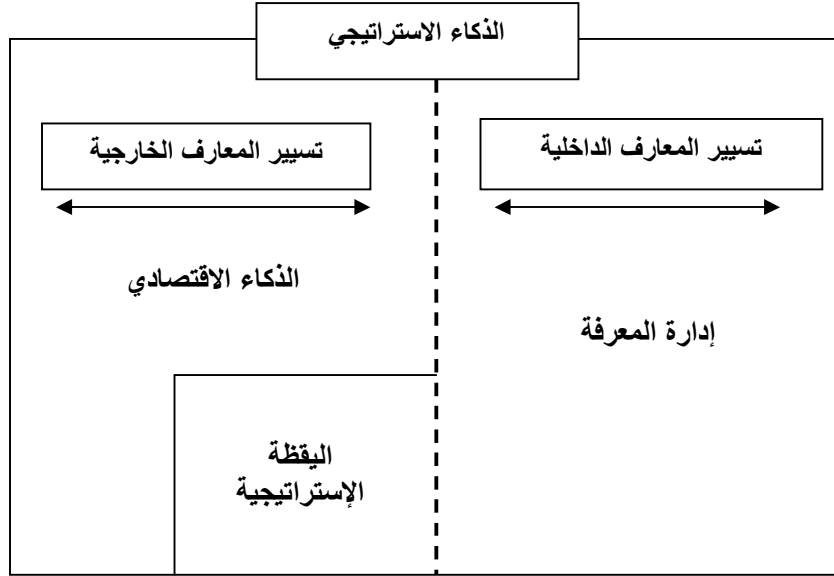 الذكاء الاستراتيجي
تسيير المعارف الداخلية
تسيير المعارف الخارجية
الذكاء الاقتصادي
إدارة المعرفة
اليقظة
الإستراتيجية